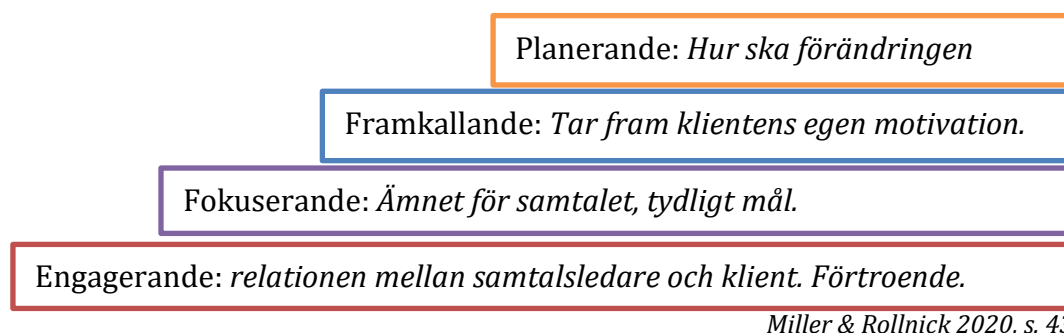 Planerande: Hur ska förändringen
Framkallande: Tar fram klientens egen motivation.
Fokuserande: Ämnet för samtalet, tydligt mål.
Engagerande: relationen mellan samtalsledare och klient. Förtroende.
Miller & Rollnick 2020. s.